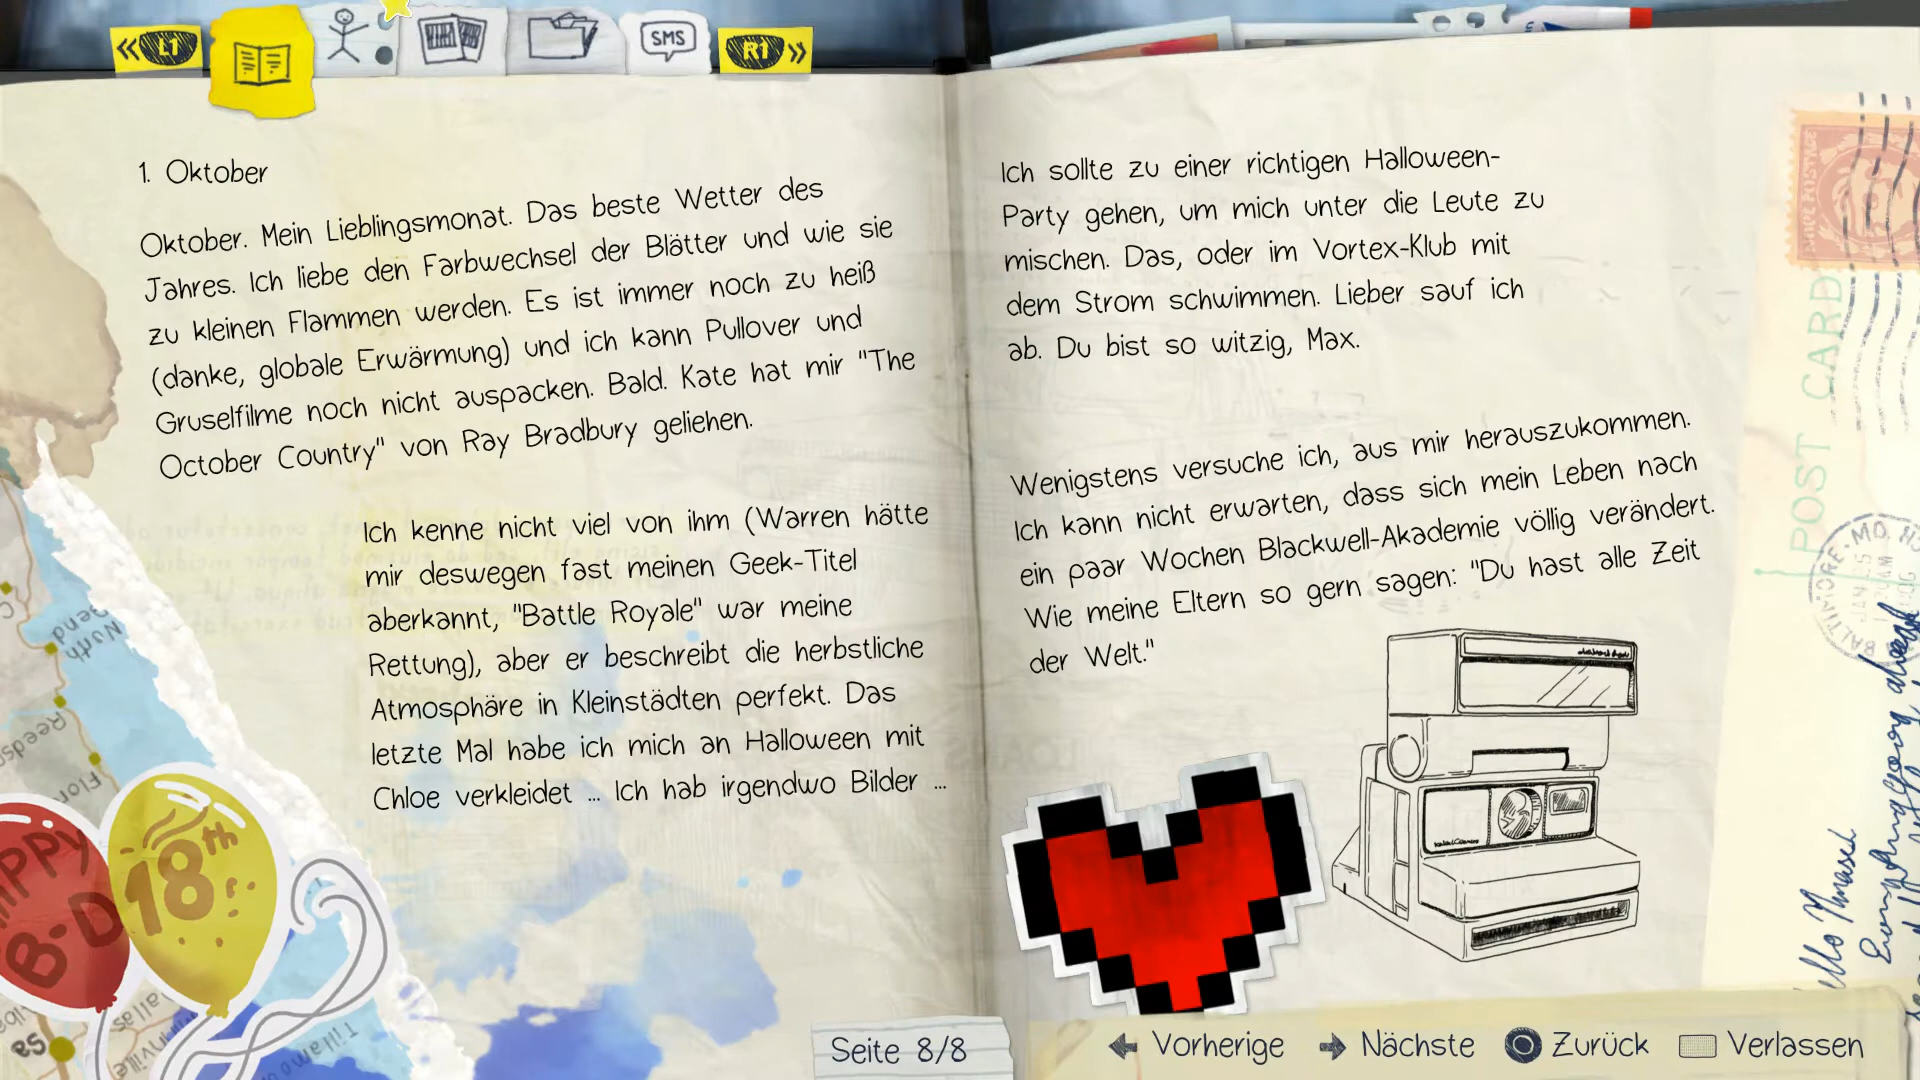 L1
SMS
R1
1. Oktober
Oktober. Mein Lieblingsmonat. Das beste Wetter des
Jahres. Ich liebe den Farbwechsel der Blätter und wie sie
zu kleinen Flammen werden. Es ist immer noch zu heiß
(danke, globale Erwärmung) und ich kann Pullover und
Gruselfilme noch nicht auspacken. Bald. Kate hat mir "The
October Country" von Ray Bradbury geliehen.
Ich kenne nicht viel von ihm (Warren hätte
mir deswegen fast meinen Geek-Titel
aberkannt, "Battle Royale" war meine
Rettung), aber er beschreibt die herbstliche
Atmosphäre in Kleinstädten perfekt. Das
letzte Mal habe ich mich an Halloween mit
Chloe verkleidet ... Ich hab irgendwo Bilder ...
Ich sollte zu einer richtigen Halloween-
Party gehen, um mich unter die Leute zu
mischen. Das, oder im Vortex-Klub mit
dem Strom schwimmen. Lieber sauf ich
ab. Du bist so witzig, Max.
Wenigstens versuche ich, aus mir herauszukommen.
Ich kann nicht erwarten, dass sich mein Leben nach
ein paar Wochen Blackwell-Akademie völlig verändert.
Wie meine Eltern so gern sagen: "Du hast alle Zeit
der Welt."
North
Bend
B-D
18th
POST CARD
BALTIMORE, MD.
Seite 8/8
Vorherige
Nächste
Zurück
Verlassen